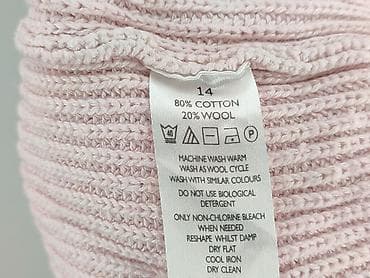 14
80% COTTON
20% WOOL
40 P
MACHINE WASH WARM
WASH AS WOOL CYCLE
WASH WITH SIMILAR COLOURS
DO NOT USE BIOLOGICAL
DETERGENT
ONLY NON-CHLORINE BLEACH
WHEN NEEDED
RESHAPE WHILST DAMP
DRY FLAT
COOL IRON
DRY CLEAN